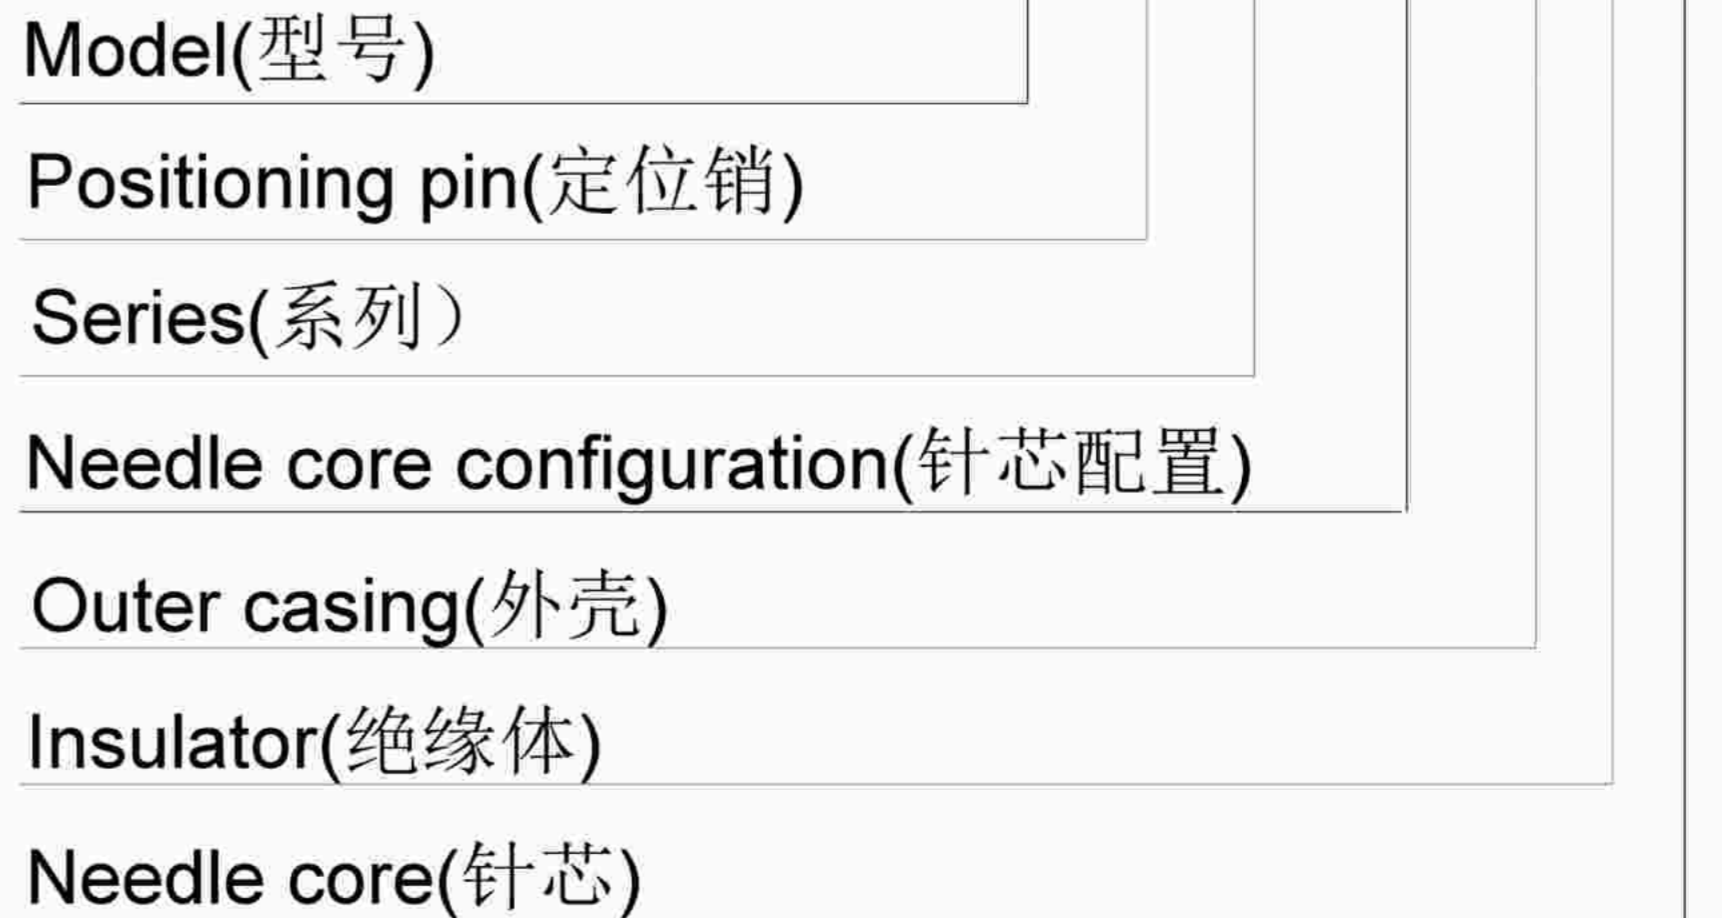 Model(型号)
Positioning pin(定位销)
Series(系列）
Needle core configuration(针芯配置)
Outer casing(外壳)
Insulator(绝缘体)
Needle core(针芯)